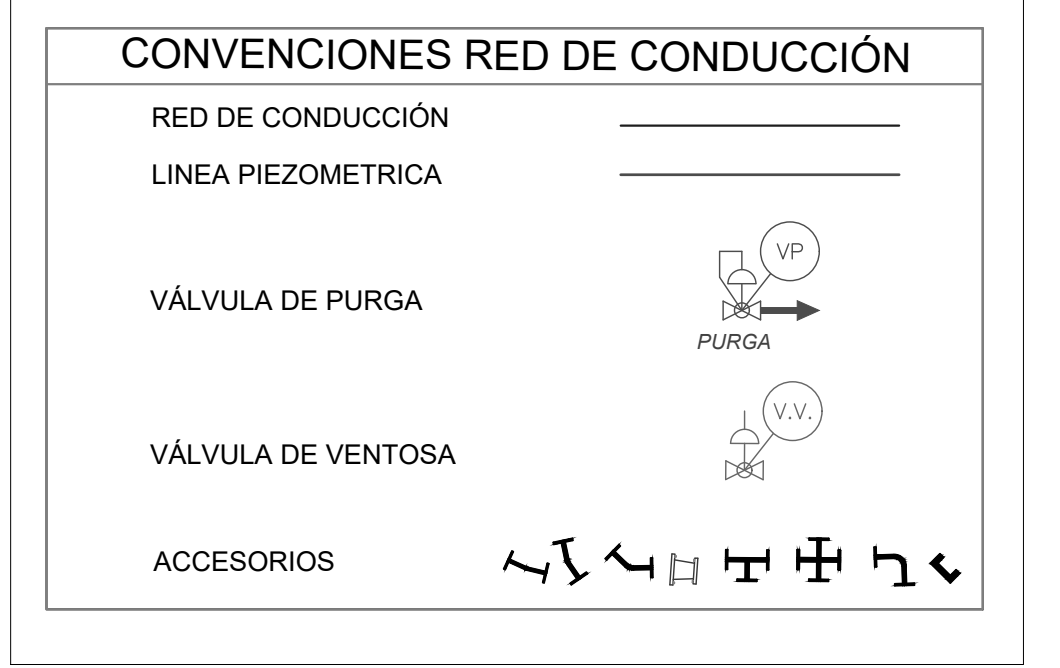 CONVENCIONES RED DE CONDUCCIÓN
RED DE CONDUCCIÓN
LINEA PIEZOMETRICA
VP
VÁLVULA DE PURGA
PURGA
V.V.
VÁLVULA DE VENTOSA
ACCESORIOS